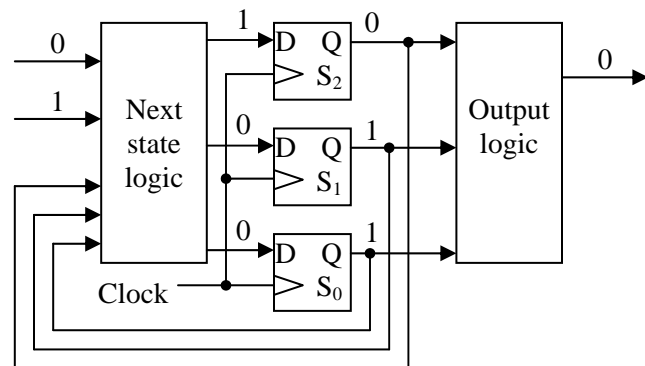 0
1
Next
state
logic
1
0
0
D Q
S₂
D Q
S₁
D Q
S₀
Clock
0
1
1
Output
logic
0